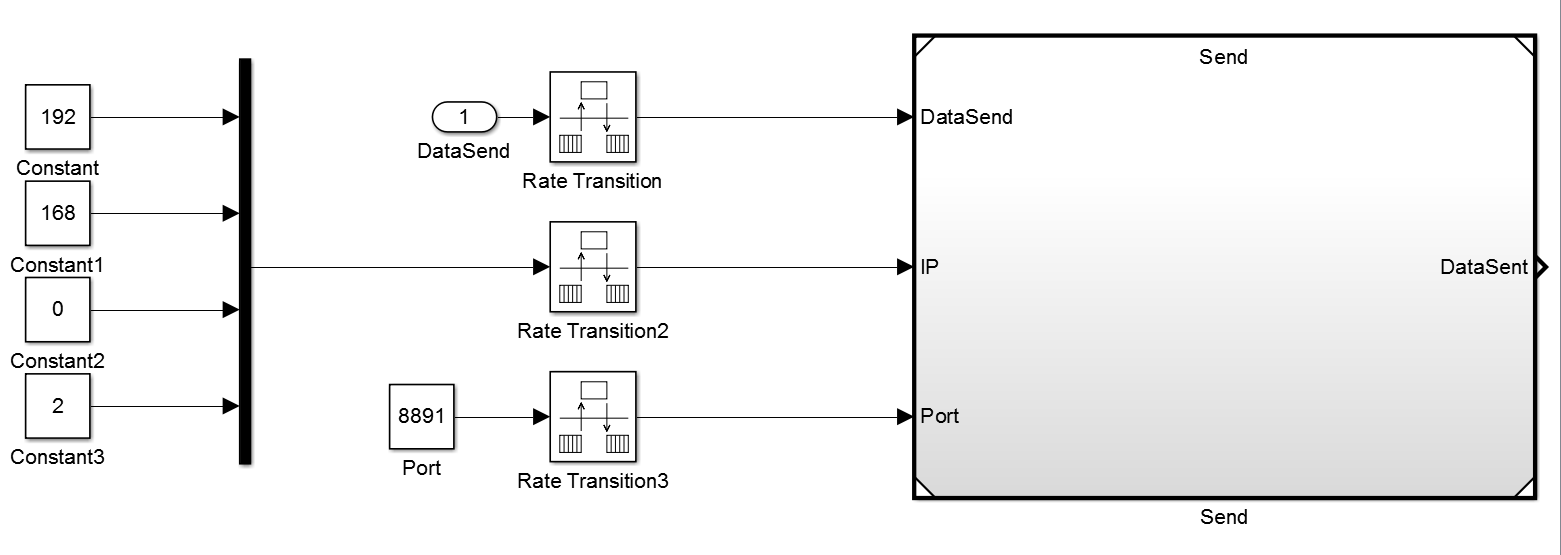 192
Constant
168
Constant1
0
Constant2
2
Constant3
1
DataSend
Rate Transition
Rate Transition2
8891
Port
Rate Transition3
Send
DataSend
IP
Port
DataSent
Send